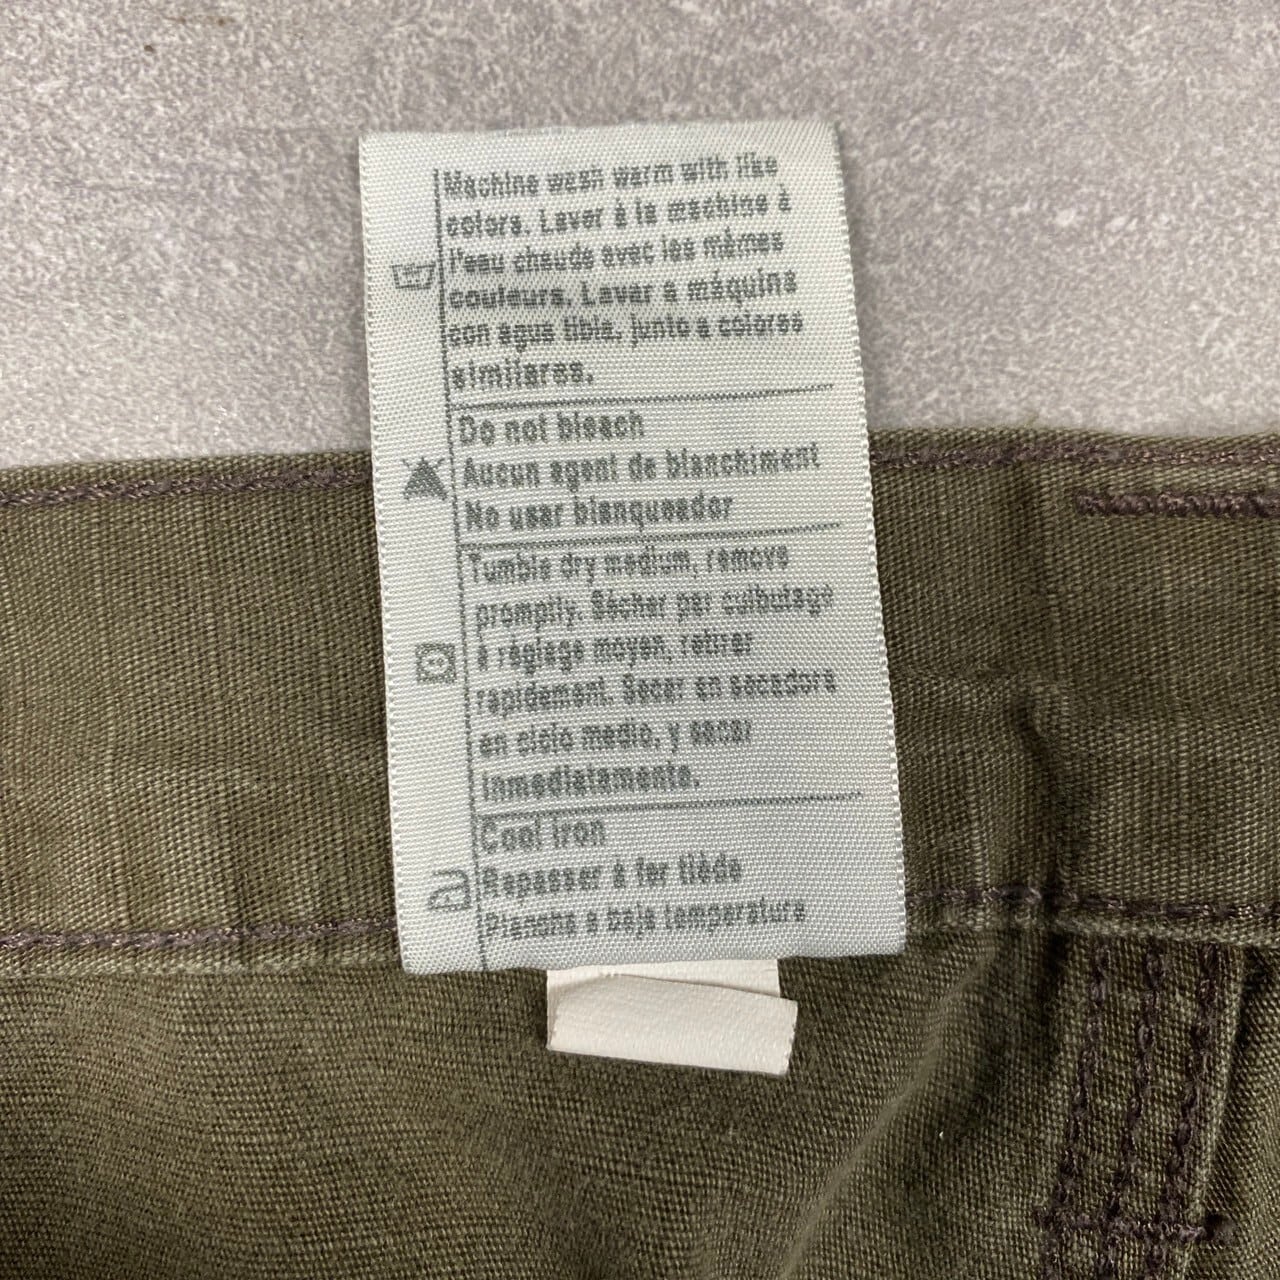 Machine wash warm with like
colors. Laver à la machine à
l'eau chaude avec les mêmes
couleurs. Lavar a máquina
con agua tibia, junto a colores
similares.
Do not bleach
Aucun agent de blanchiment
No usar blanqueador
Tumble dry medium, remove
promptly. Sécher par culbutage
à réglage moyen, retirer
rapidement. Secar en secadora
en ciclo medio, y sacar
inmediatamente.
Cool iron
Repasser à fer tiède
Plancha a baja temperatura